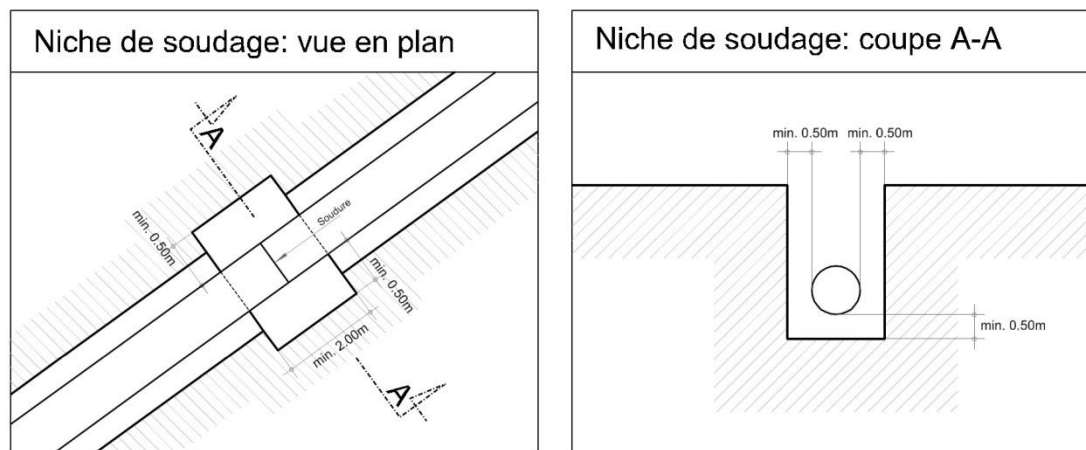 Niche de soudage: vue en plan
A
Soudure
min. 0.50m
min. 0.50m
min. 2.00m
A
Niche de soudage: coupe A-A
min. 0.50m
min. 0.50m
min. 0.50m